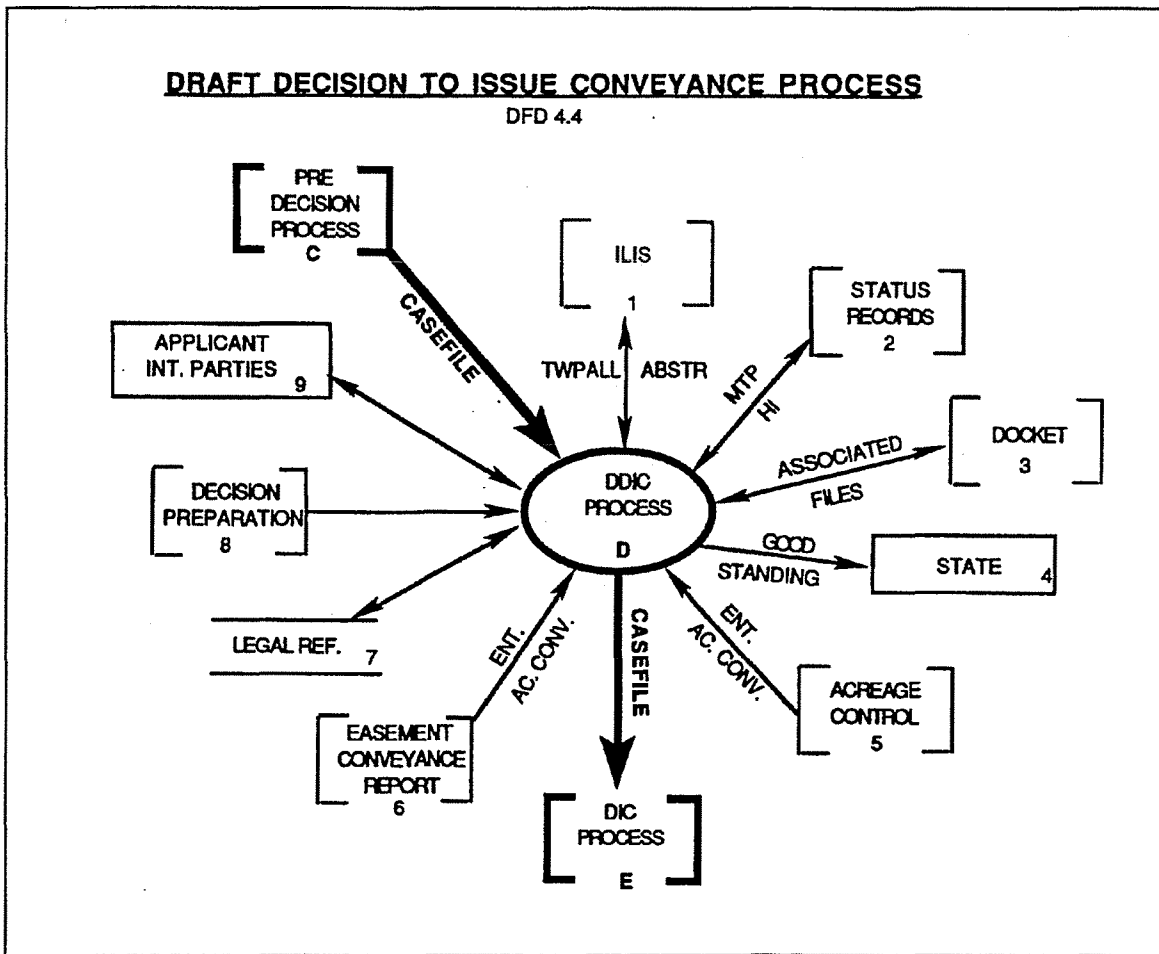 DRAFT DECISION TO ISSUE CONVEYANCE PROCESS
DFD 4.4
PRE
DECISION
PROCESS
C
CASEFILE
ILIS
1
TWPALL ABSTR
STATUS
RECORDS
2
MTP
HI
APPLICANT
INT. PARTIES
9
DOCKET
3
ASSOCIATED
FILES
DDIC
PROCESS
D
DECISION
PREPARATION
8
GOOD
STANDING
STATE
4
LEGAL REF.
7
ENT.
AC. CONV.
CASEFILE
ENT.
AC. CONV.
ACREAGE
CONTROL
5
EASEMENT
CONVEYANCE
REPORT
6
DIC
PROCESS
E